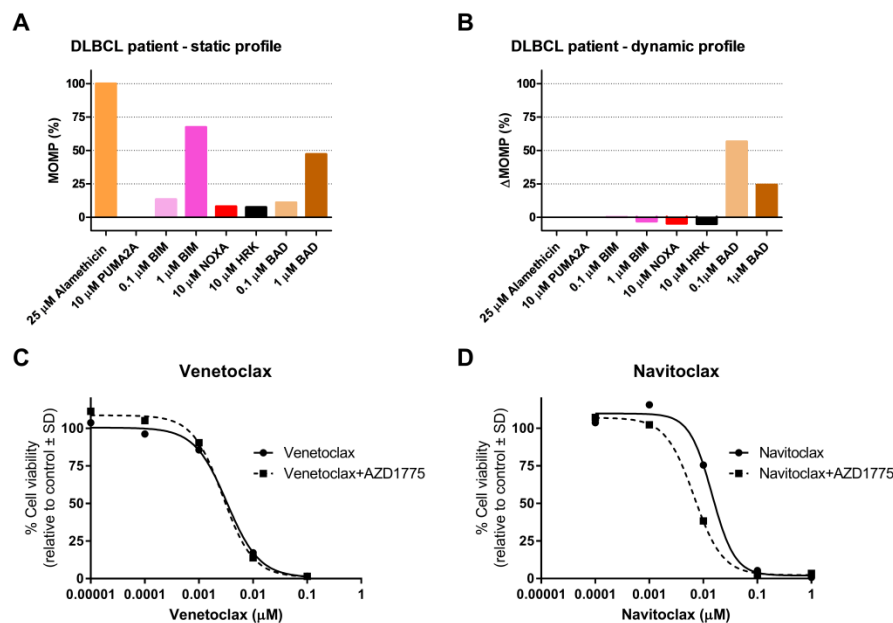 A
DLBCL patient - static profile
MOMP (%)
100
75
50
25
0
25 μM Alamethicin
10 μM PUMA2A
0.1 μM BIM
1 μM BIM
10 μM NOXA
10 μM HRK
0.1 μM BAD
1 μM BAD
B
DLBCL patient - dynamic profile
ΔMOMP (%)
100
75
50
25
0
25 μM Alamethicin
10 μM PUMA2A
0.1 μM BIM
1 μM BIM
10 μM NOXA
10 μM HRK
0.1μM BAD
1μM BAD
C
Venetoclax
% Cell viability
(relative to control ± SD)
100
75
50
25
0
Venetoclax
Venetoclax+AZD1775
0.00001 0.0001 0.001 0.01 0.1 1
Venetoclax (μM)
D
Navitoclax
% Cell viability
(relative to control ± SD)
100
75
50
25
0
Navitoclax
Navitoclax+AZD1775
0.00001 0.0001 0.001 0.01 0.1 1
Navitoclax (μM)